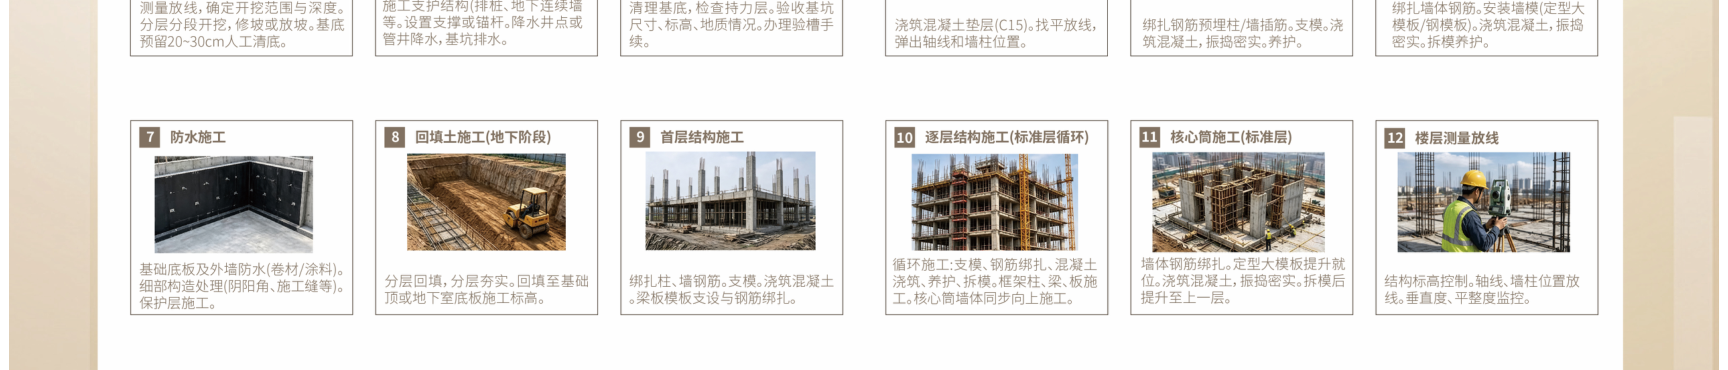 测量放线，确定开挖范围与深度。
分层分段开挖，修坡或放坡。基底
预留20~30cm人工清底。
施工支护结构(排桩、地下连续墙
等。设置支撑或锚杆。降水井点或
管井降水，基坑排水。
清理基底，检查持力层。验收基坑
尺寸、标高、地质情况。办理验槽手
续。
浇筑混凝土垫层(C15)。找平放线，
弹出轴线和墙柱位置。
绑扎钢筋预埋柱/墙插筋。支模。浇
筑混凝土，振捣密实。养护。
绑扎墙体钢筋。安装墙模(定型大
模板/钢模板)。浇筑混凝土，振捣
密实。拆模养护。
7 防水施工
基础底板及外墙防水(卷材/涂料)。
细部构造处理(阴阳角、施工缝等)。
保护层施工。
8 回填土施工(地下阶段)
分层回填，分层夯实。回填至基础
顶或地下室底板施工标高。
9 首层结构施工
绑扎柱、墙钢筋。支模。浇筑混凝土
。梁板模板支设与钢筋绑扎。
10 逐层结构施工(标准层循环)
循环施工:支模、钢筋绑扎、混凝土
浇筑、养护、拆模。框架柱、梁、板施
工。核心筒墙体同步向上施工。
11 核心筒施工(标准层)
墙体钢筋绑扎。定型大模板提升就
位。浇筑混凝土，振捣密实。拆模后
提升至上一层。
12 楼层测量放线
结构标高控制。轴线、墙柱位置放
线。垂直度、平整度监控。